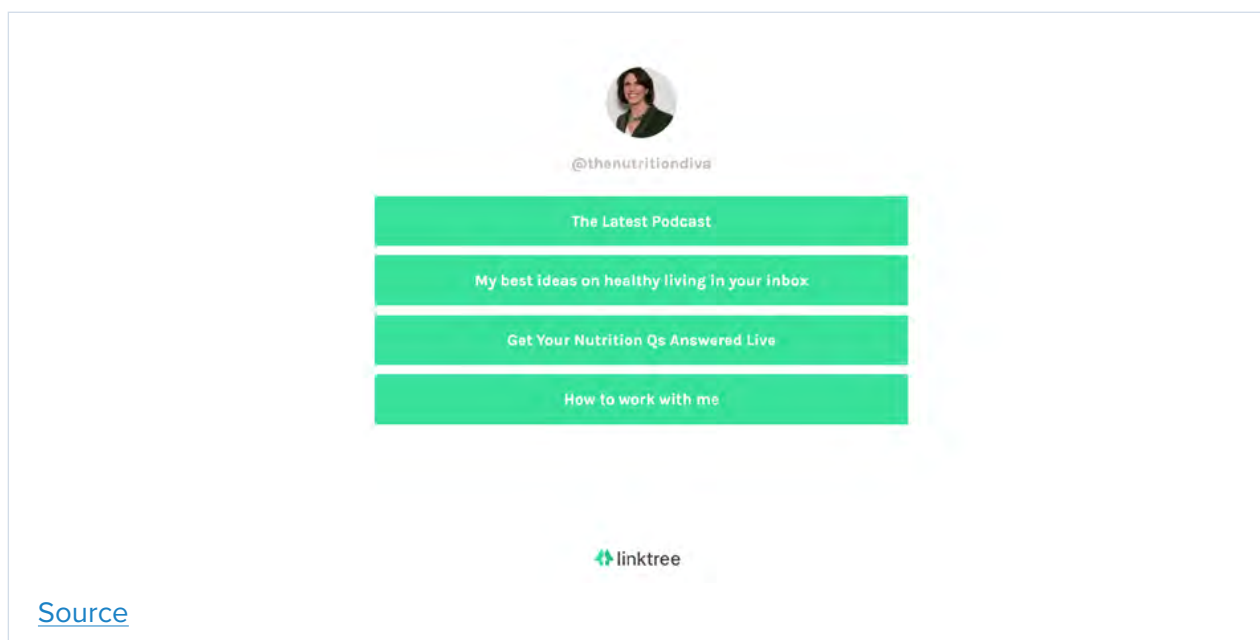 @thenutritiondiva
The Latest Podcast
My best ideas on healthy living in your inbox
Get Your Nutrition Qs Answered Live
How to work with me
linktree
Source